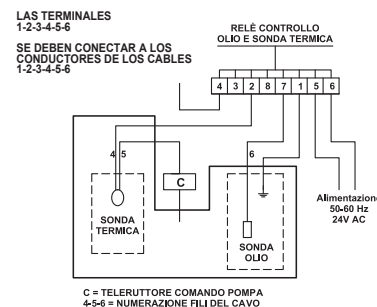 LAS TERMINALES
1-2-3-4-5-6
SE DEBEN CONECTAR A LOS
CONDUCTORES DE LOS CABLES
1-2-3-4-5-6
RELÈ CONTROLLO
OLIO E SONDA TERMICA
4 3 2 8 7 1 5 6
4 5
6
C
Alimentazione
50-60 Hz
24V AC
SONDA
TERMICA
SONDA
OLIO
C = TELERUTTORE COMANDO POMPA
4-5-6 = NUMERAZIONE FILI DEL CAVO